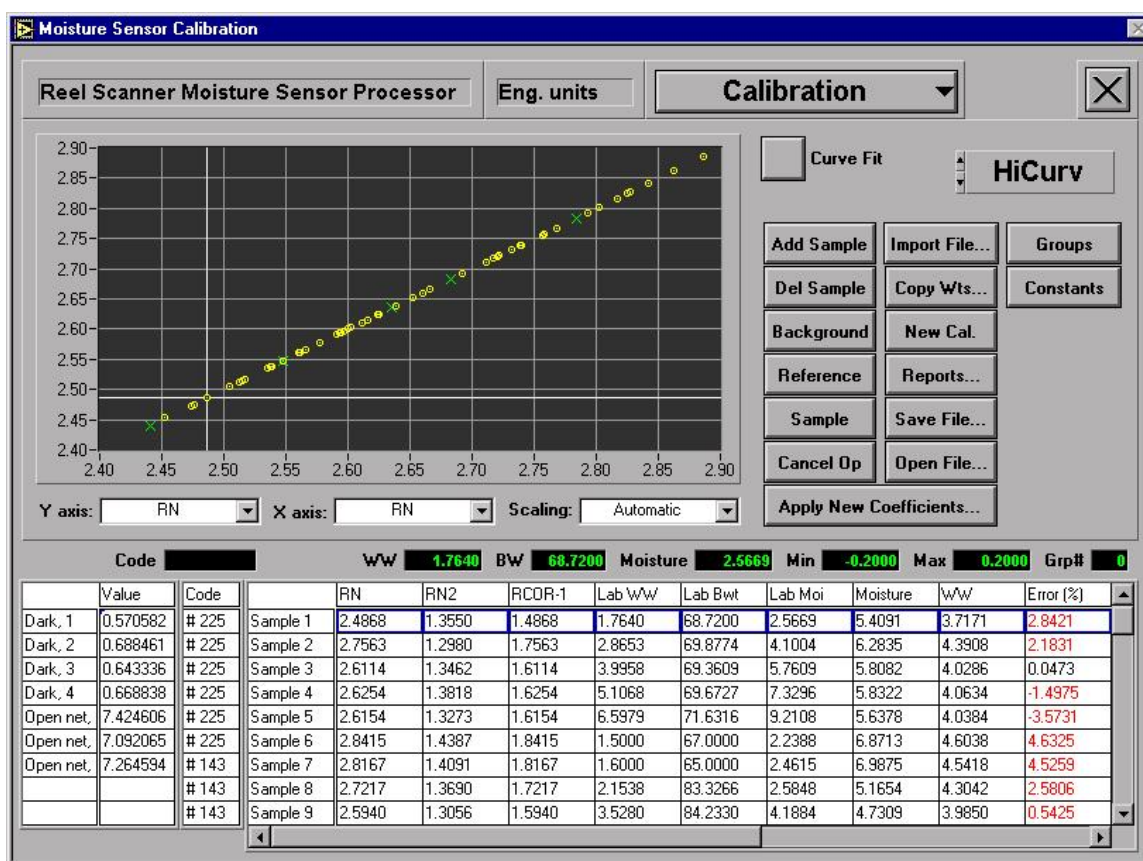 Moisture Sensor Calibration
Reel Scanner Moisture Sensor Processor Eng. units Calibration
2.90
2.85
2.80
2.75
2.70
2.65
2.60
2.55
2.50
2.45
2.40
2.40 2.45 2.50 2.55 2.60 2.65 2.70 2.75 2.80 2.85 2.90
Y axis: RN X axis: RN Scaling: Automatic
Curve Fit HiCurv
Add Sample Import File... Groups
Del Sample Copy Wts... Constants
Background New Cal.
Reference Reports...
Sample Save File...
Cancel Op Open File...
Apply New Coefficients...
Code WW 1.7640 BW 68.7200 Moisture 2.5669 Min -0.2000 Max 0.2000 Grp# 0
Value Code RN RN2 RCOR-1 Lab WW Lab Bwt Lab Moi Moisture WW Error (%)
Dark, 1 0.570582 # 225 Sample 1 2.4868 1.3550 1.4868 1.7640 68.7200 2.5669 5.4091 3.7171 2.8421
Dark, 2 0.688461 # 225 Sample 2 2.7563 1.2980 1.7563 2.8653 69.8774 4.1004 6.2835 4.3908 2.1831
Dark, 3 0.643336 # 225 Sample 3 2.6114 1.3462 1.6114 3.9958 69.3609 5.7609 5.8082 4.0286 0.0473
Dark, 4 0.668838 # 225 Sample 4 2.6254 1.3818 1.6254 5.1068 69.6727 7.3296 5.8322 4.0634 -1.4975
Open net, 7.424606 # 225 Sample 5 2.6154 1.3273 1.6154 6.5979 71.6316 9.2108 5.6378 4.0384 -3.5731
Open net, 7.092065 # 225 Sample 6 2.8415 1.4387 1.8415 1.5000 67.0000 2.2388 6.8713 4.6038 4.6325
Open net, 7.264594 # 143 Sample 7 2.8167 1.4091 1.8167 1.6000 65.0000 2.4615 6.9875 4.5418 4.5259
# 143 Sample 8 2.7217 1.3690 1.7217 2.1538 83.3266 2.5848 5.1654 4.3042 2.5806
# 143 Sample 9 2.5940 1.3056 1.5940 3.5280 84.2330 4.1884 4.7309 3.9850 0.5425